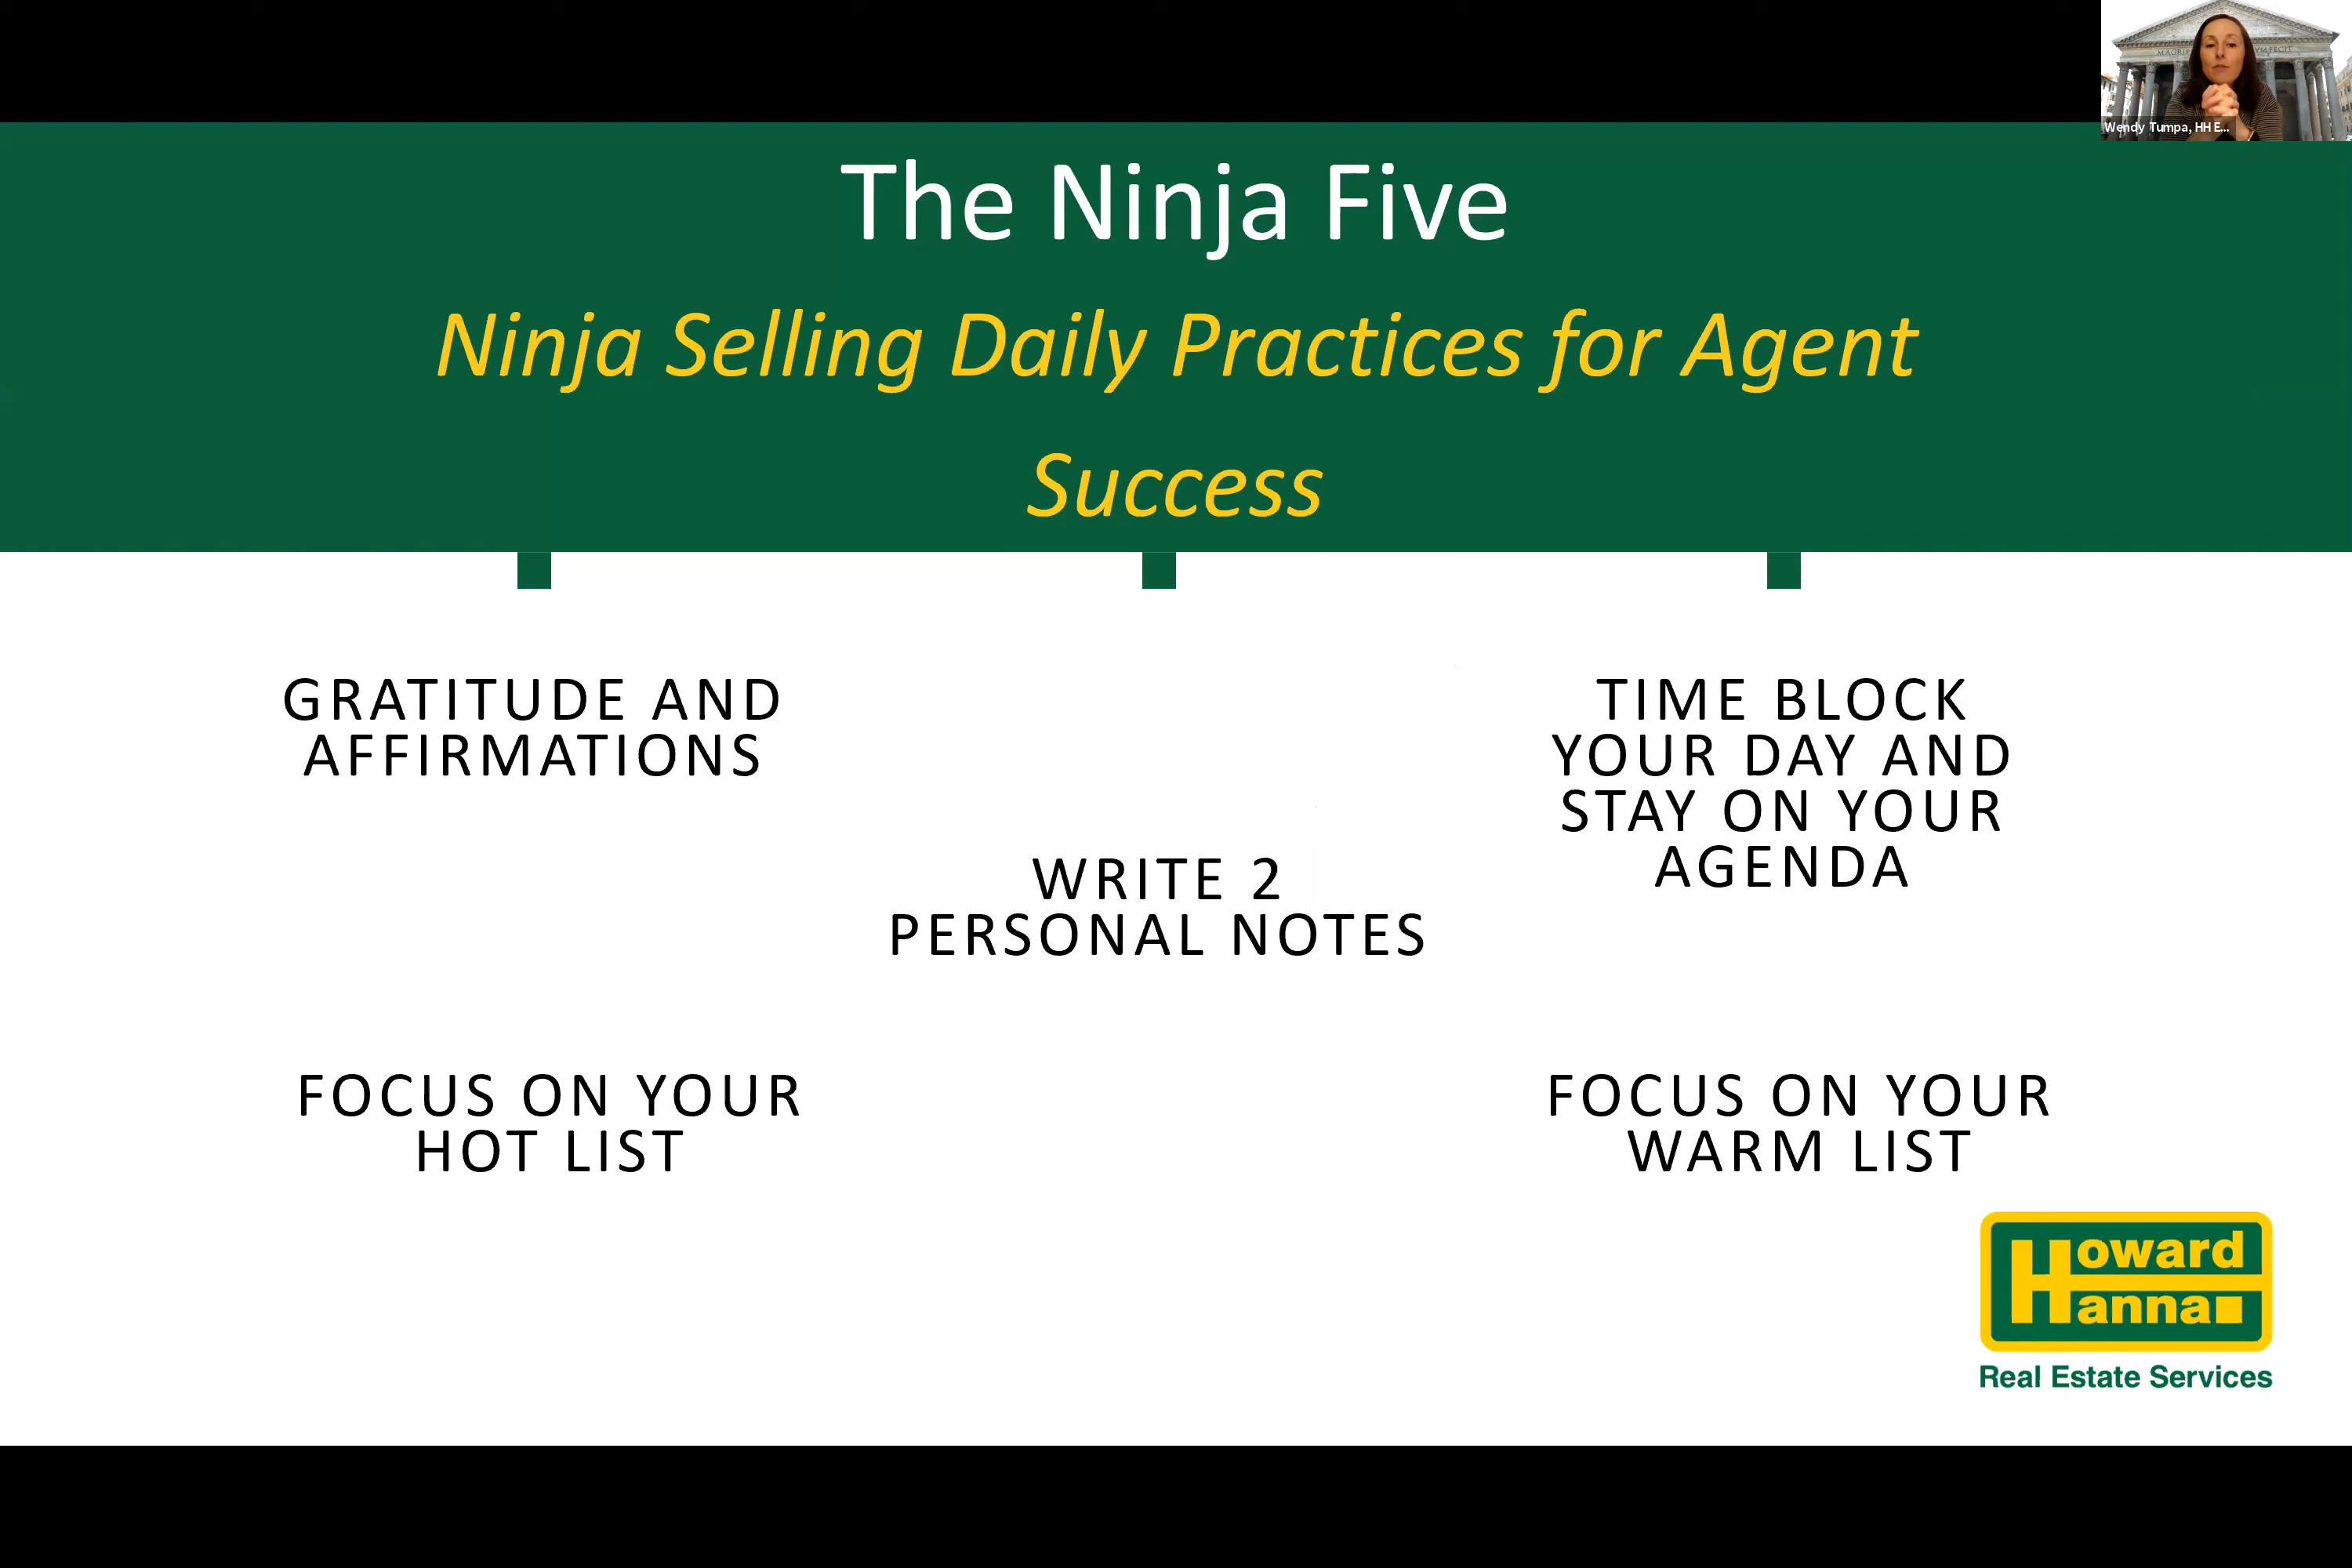 Wendy Tumpa, HH E...
The Ninja Five
Ninja Selling Daily Practices for Agent
Success
GRATITUDE AND
AFFIRMATIONS
TIME BLOCK
YOUR DAY AND
STAY ON YOUR
AGENDA
WRITE 2
PERSONAL NOTES
FOCUS ON YOUR
HOT LIST
FOCUS ON YOUR
WARM LIST
Howard
Hanna
Real Estate Services